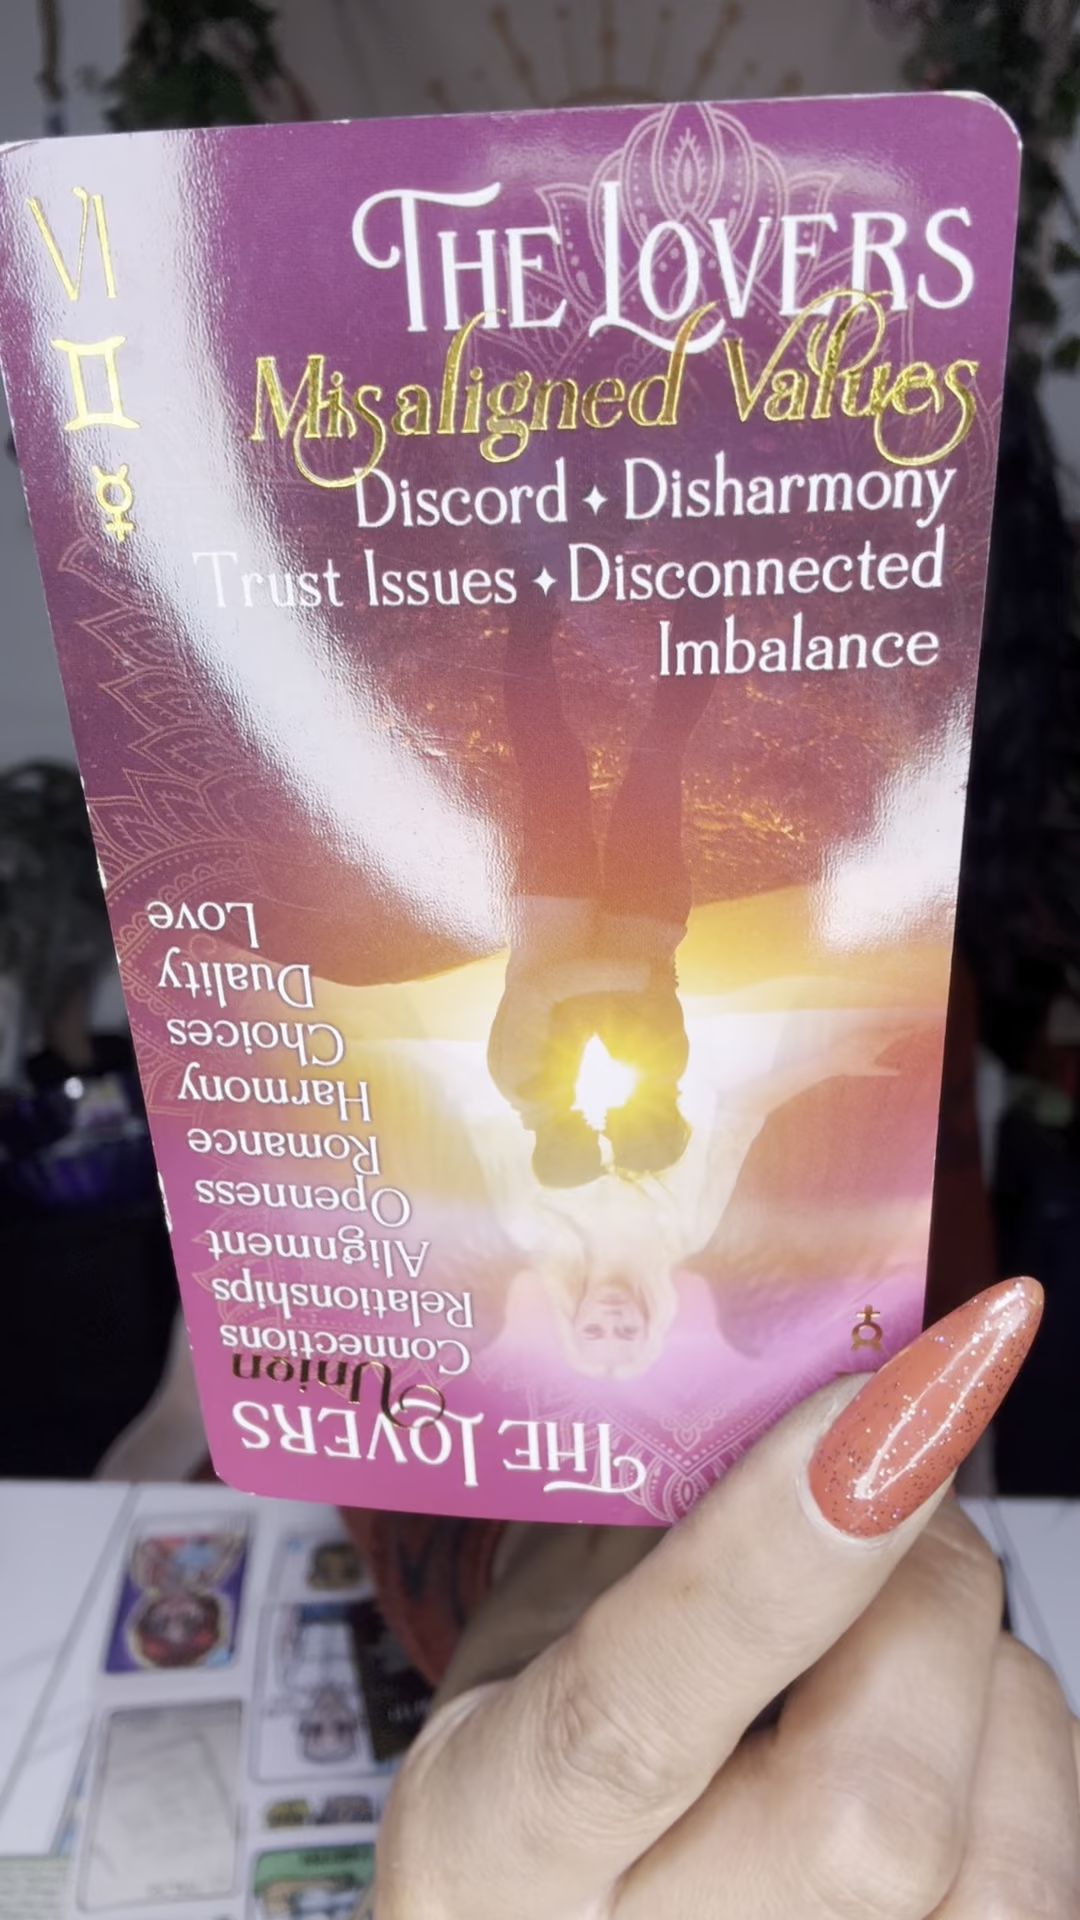 VI
THE LOVERS
Misaligned Values
Discord ✦ Disharmony
Trust Issues ✦ Disconnected
Imbalance
THE LOVERS
Union
Connections
Relationships
Alignment
Openness
Romance
Harmony
Choices
Duality
Love